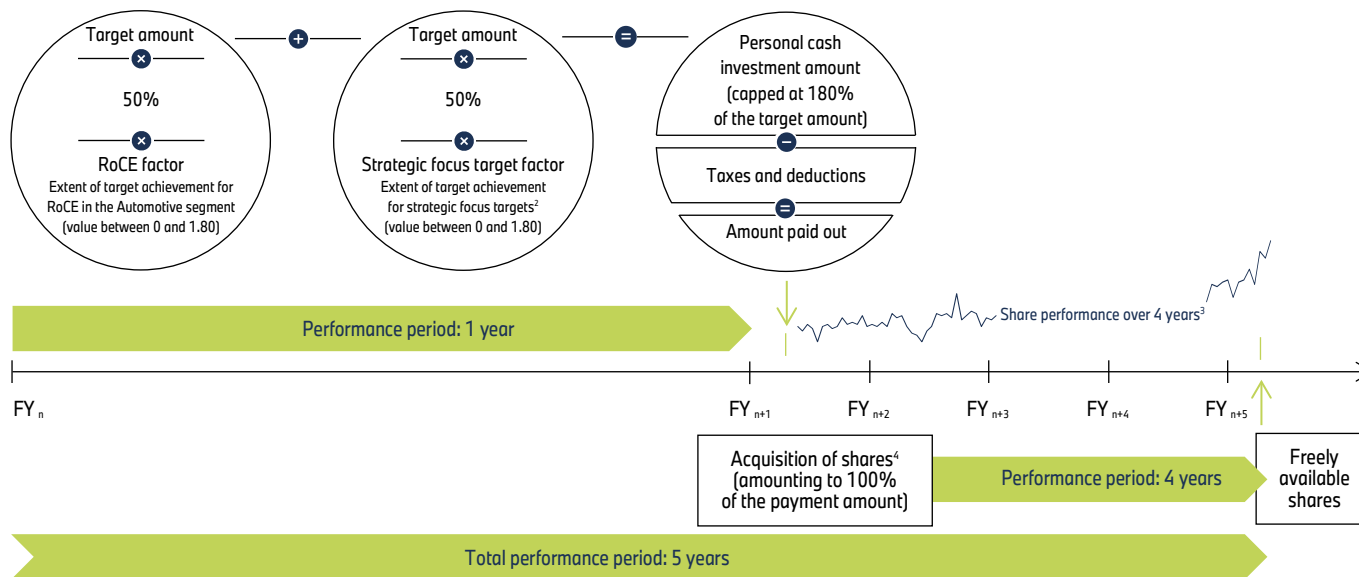 Target amount
×
50%
×
RoCE factor
Extent of target achievement for
RoCE in the Automotive segment
(value between 0 and 1.80)
+
Target amount
×
50%
×
Strategic focus target factor
Extent of target achievement
for strategic focus targets²
(value between 0 and 1.80)
=
Personal cash
investment amount
(capped at 180%
of the target amount)
−
Taxes and deductions
=
Amount paid out
Performance period: 1 year
Share performance over 4 years³
FY n
FY n+1
FY n+2
FY n+3
FY n+4
FY n+5
Acquisition of shares⁴
(amounting to 100%
of the payment amount)
Performance period: 4 years
Freely
available
shares
Total performance period: 5 years